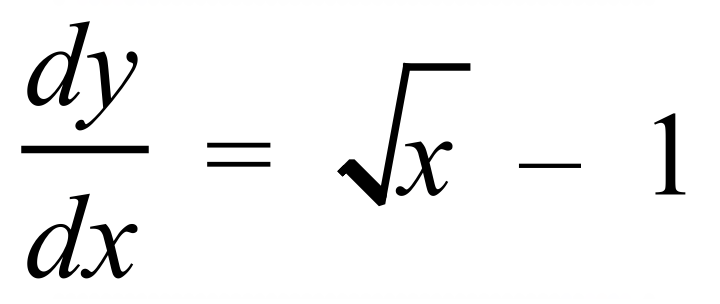 dy/dx = √x − 1